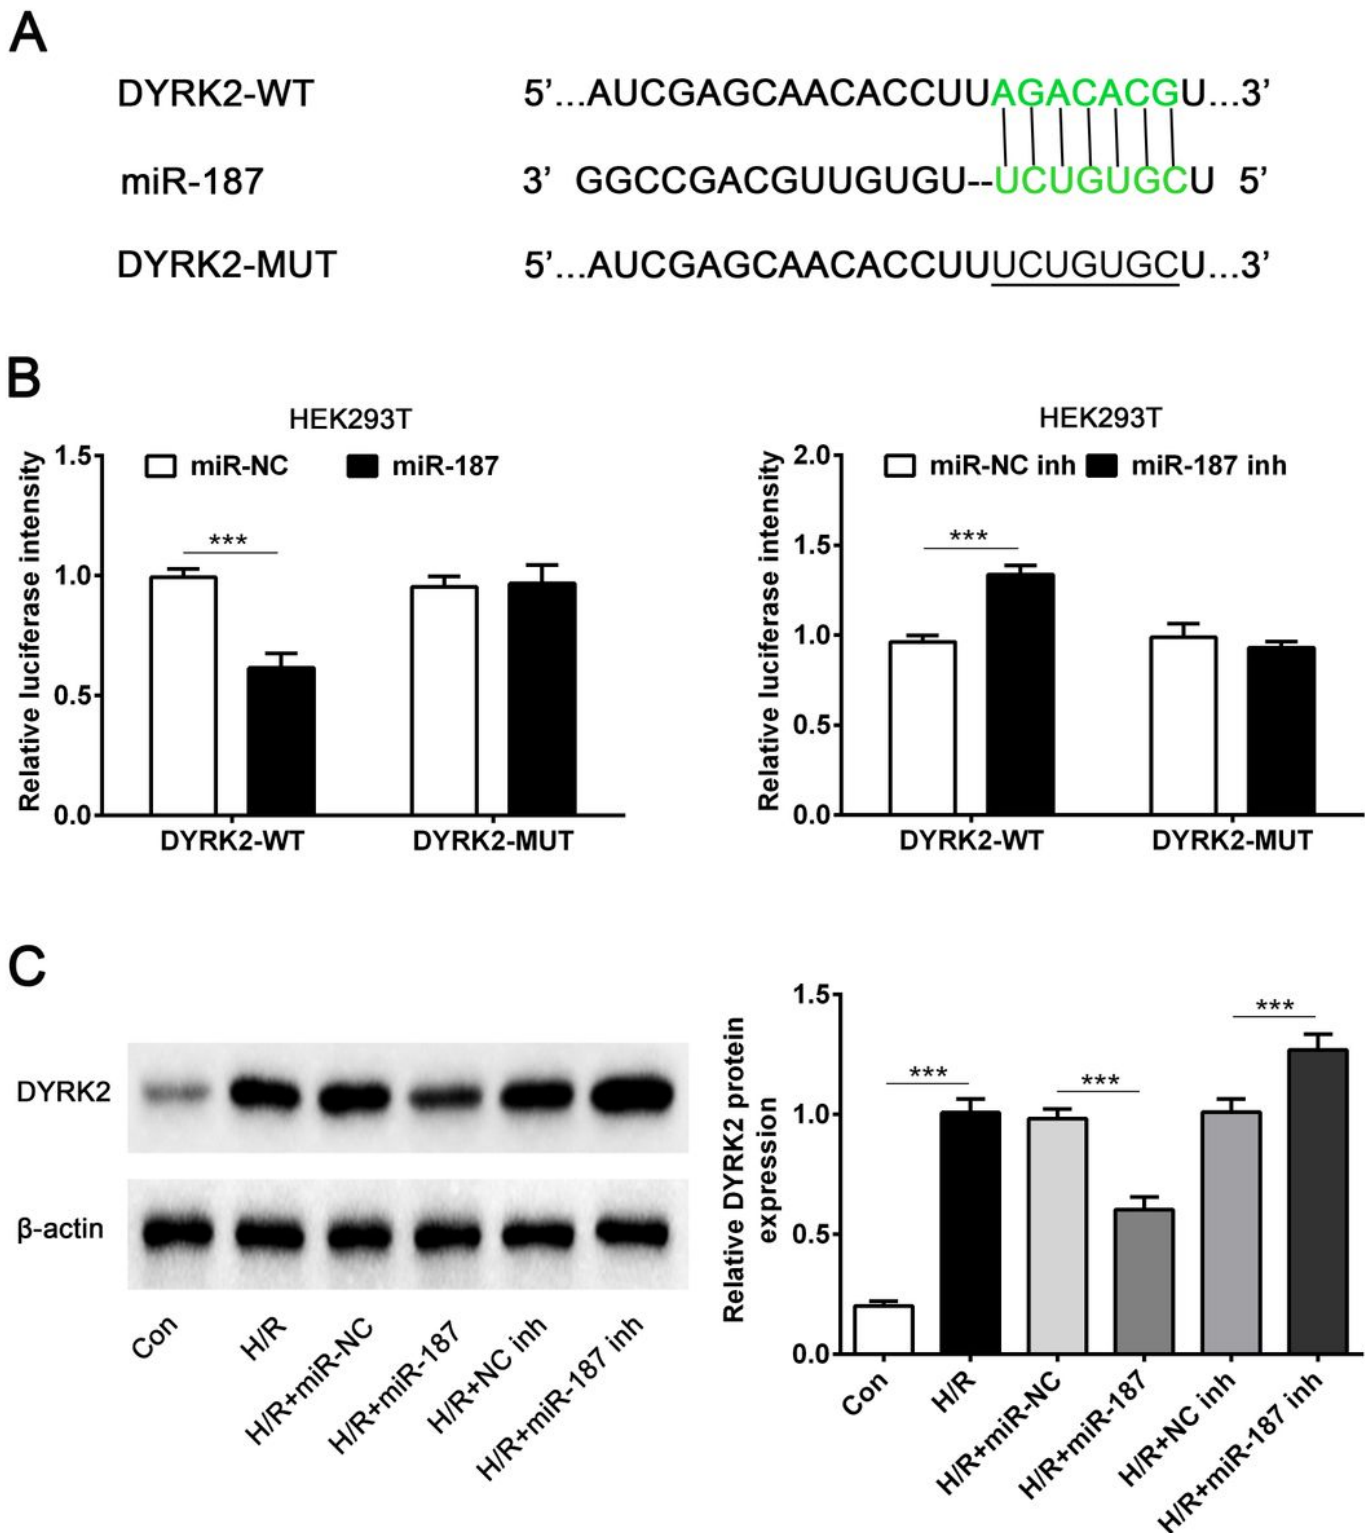 A
DYRK2-WT 5’...AUCGAGCAACACCUUAGACACGU...3’
miR-187 3’ GGCCGACGUUGUGU--UCUGUGCU 5’
DYRK2-MUT 5’...AUCGAGCAACACCUUUCUGUGCU...3’
B
HEK293T
miR-NC miR-187
Relative luciferase intensity
1.5
1.0
0.5
0.0
***
DYRK2-WT DYRK2-MUT
HEK293T
miR-NC inh miR-187 inh
Relative luciferase intensity
2.0
1.5
1.0
0.5
0.0
***
DYRK2-WT DYRK2-MUT
C
DYRK2
β-actin
Con
H/R
H/R+miR-NC
H/R+miR-187
H/R+NC inh
H/R+miR-187 inh
Relative DYRK2 protein
expression
1.5
1.0
0.5
0.0
***
***
***
Con
H/R
H/R+miR-NC
H/R+miR-187
H/R+NC inh
H/R+miR-187 inh